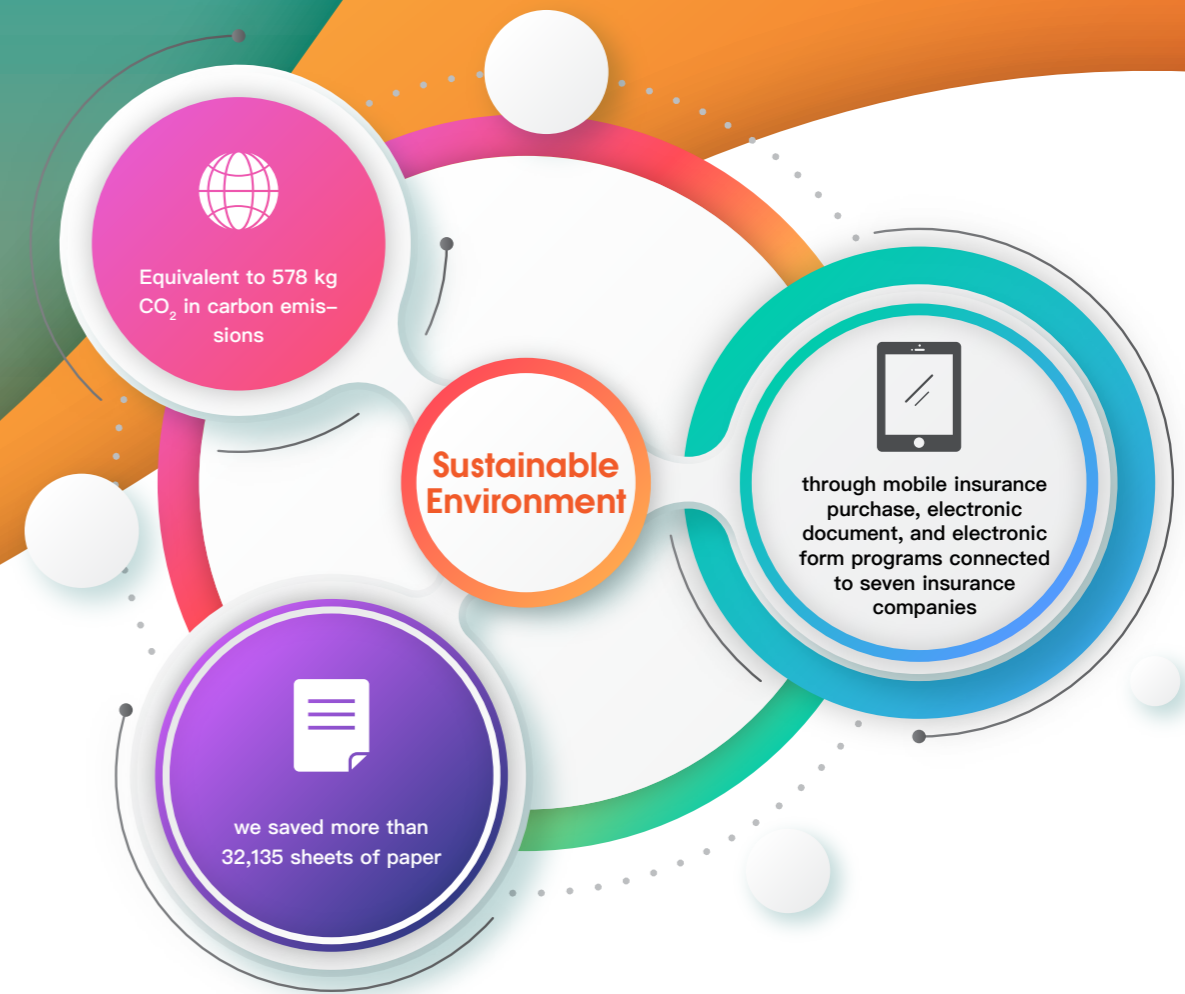 Equivalent to 578 kg
CO₂ in carbon emis-
sions
Sustainable
Environment
through mobile insurance
purchase, electronic
document, and electronic
form programs connected
to seven insurance
companies
we saved more than
32,135 sheets of paper